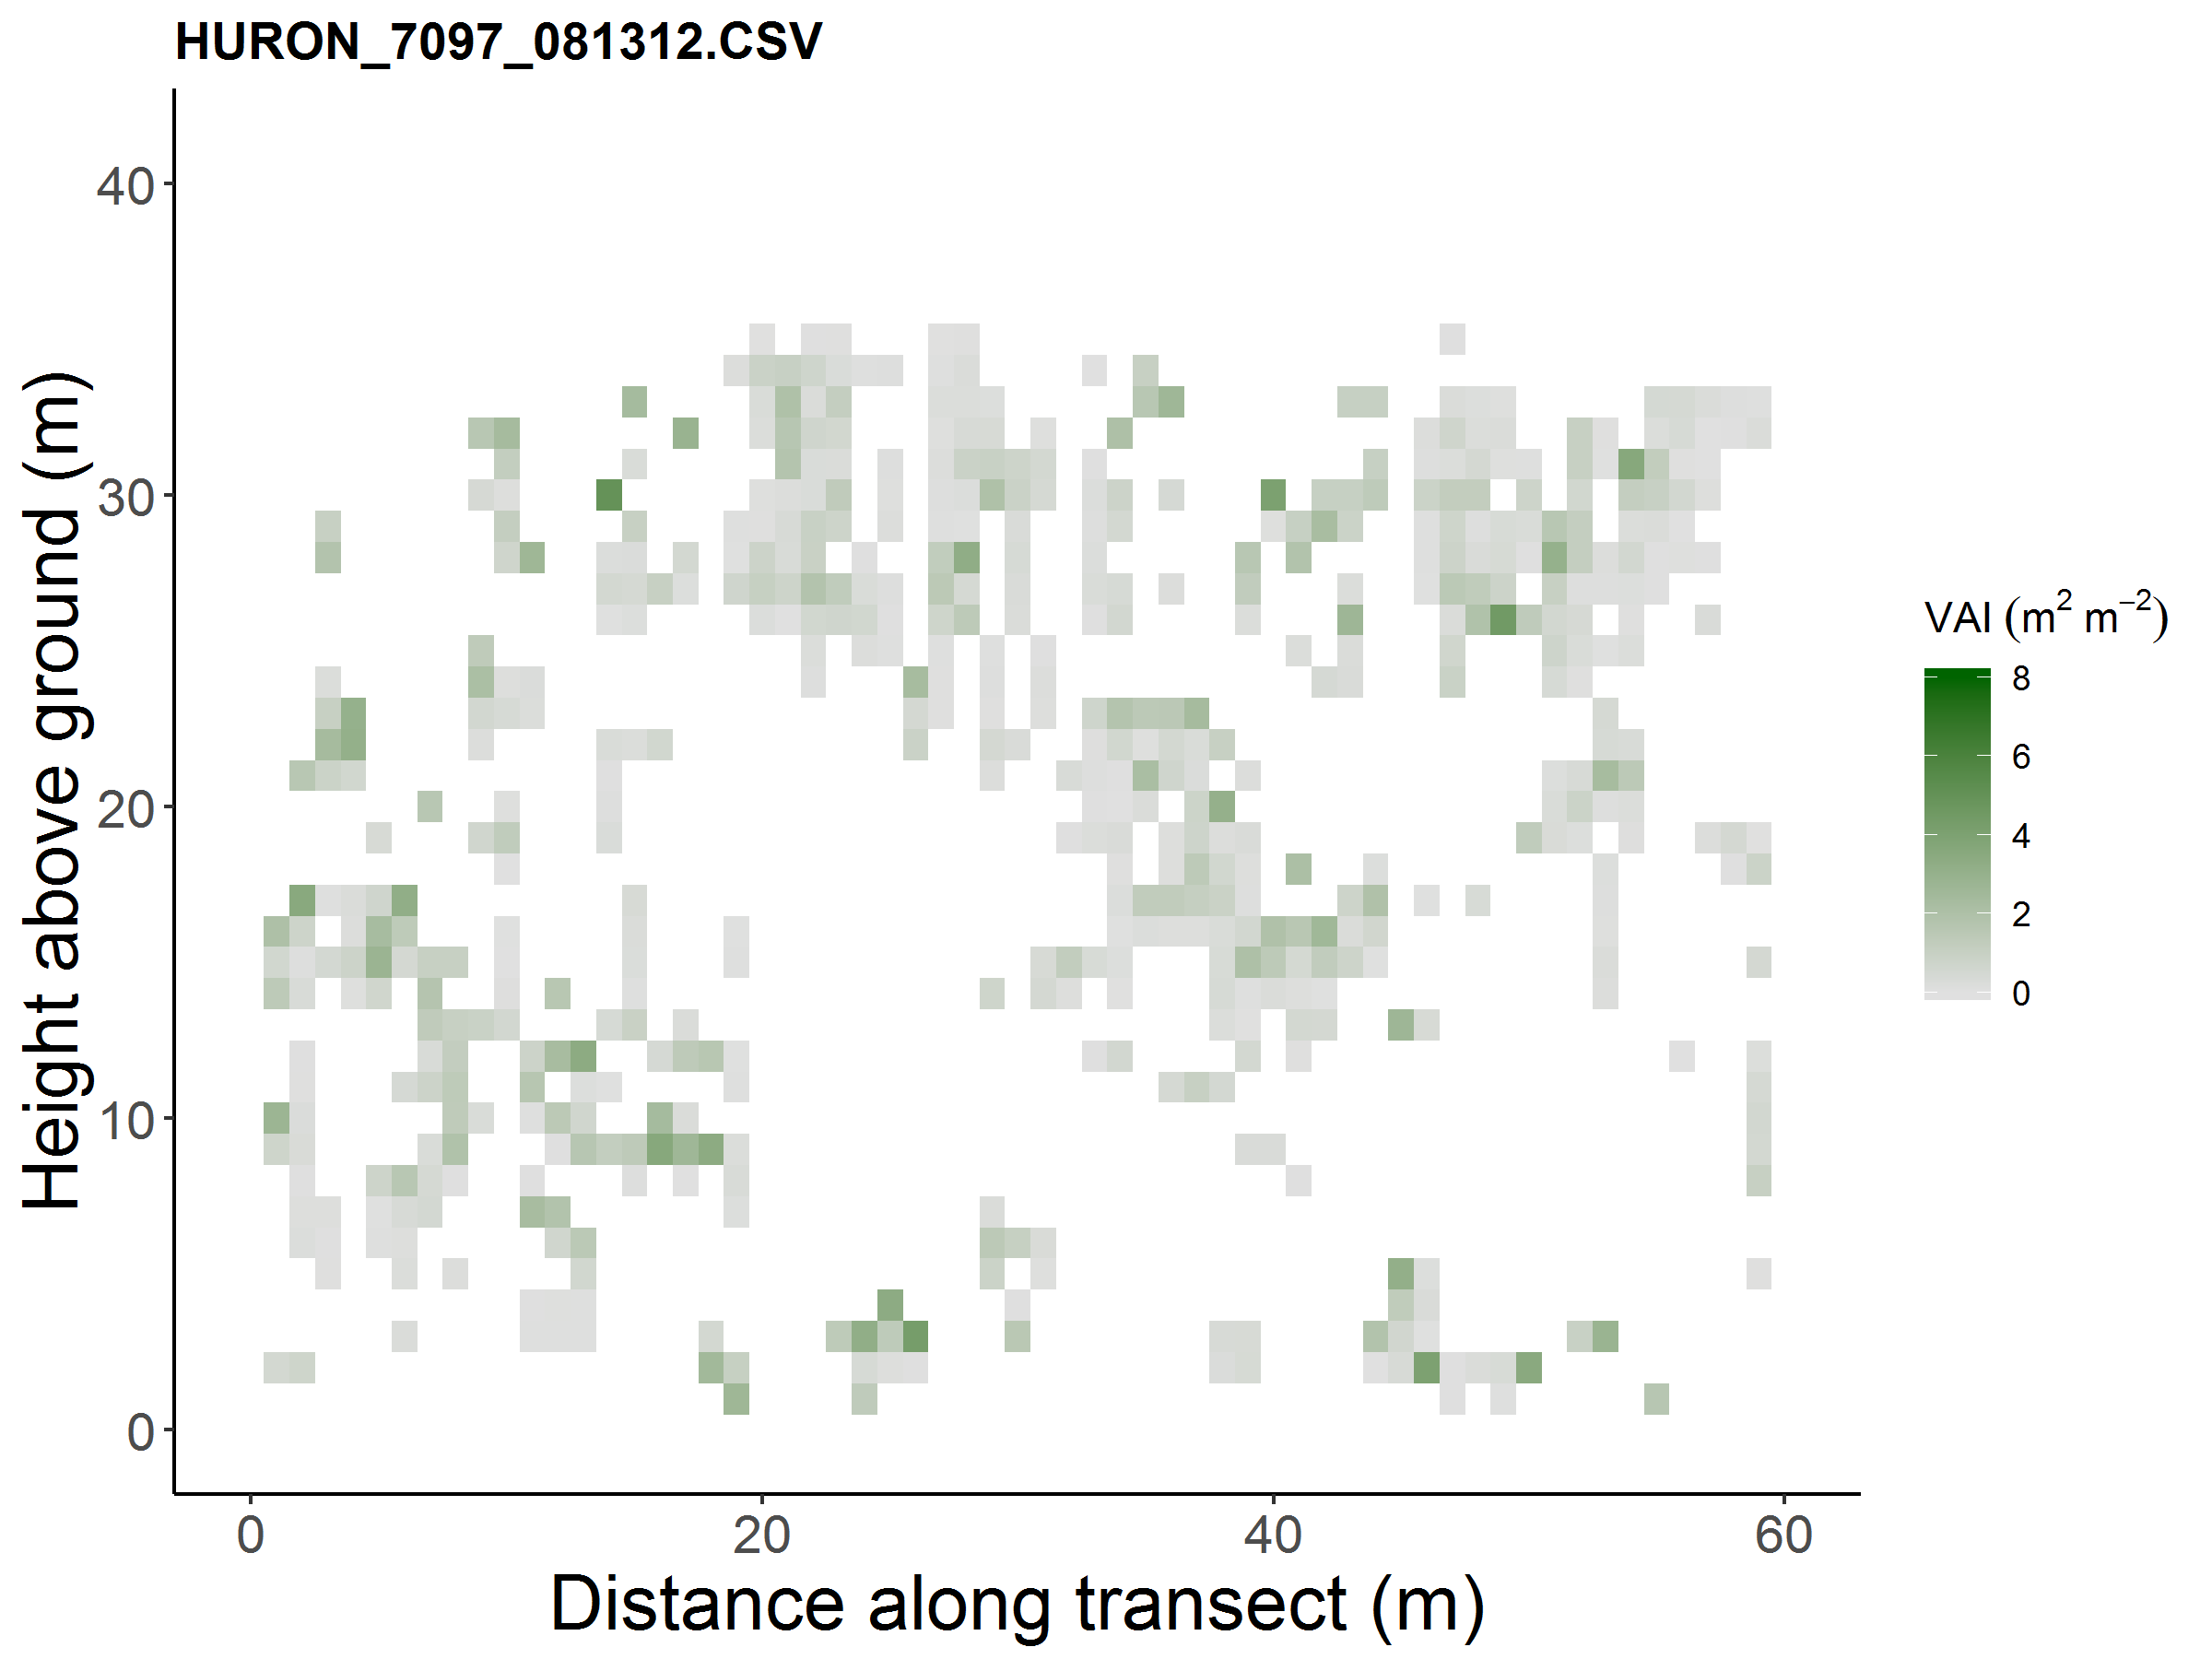 HURON_7097_081312.CSV
Height above ground (m)
40
30
20
10
0
0 20 40 60
Distance along transect (m)
VAI (m² m⁻²)
8
6
4
2
0